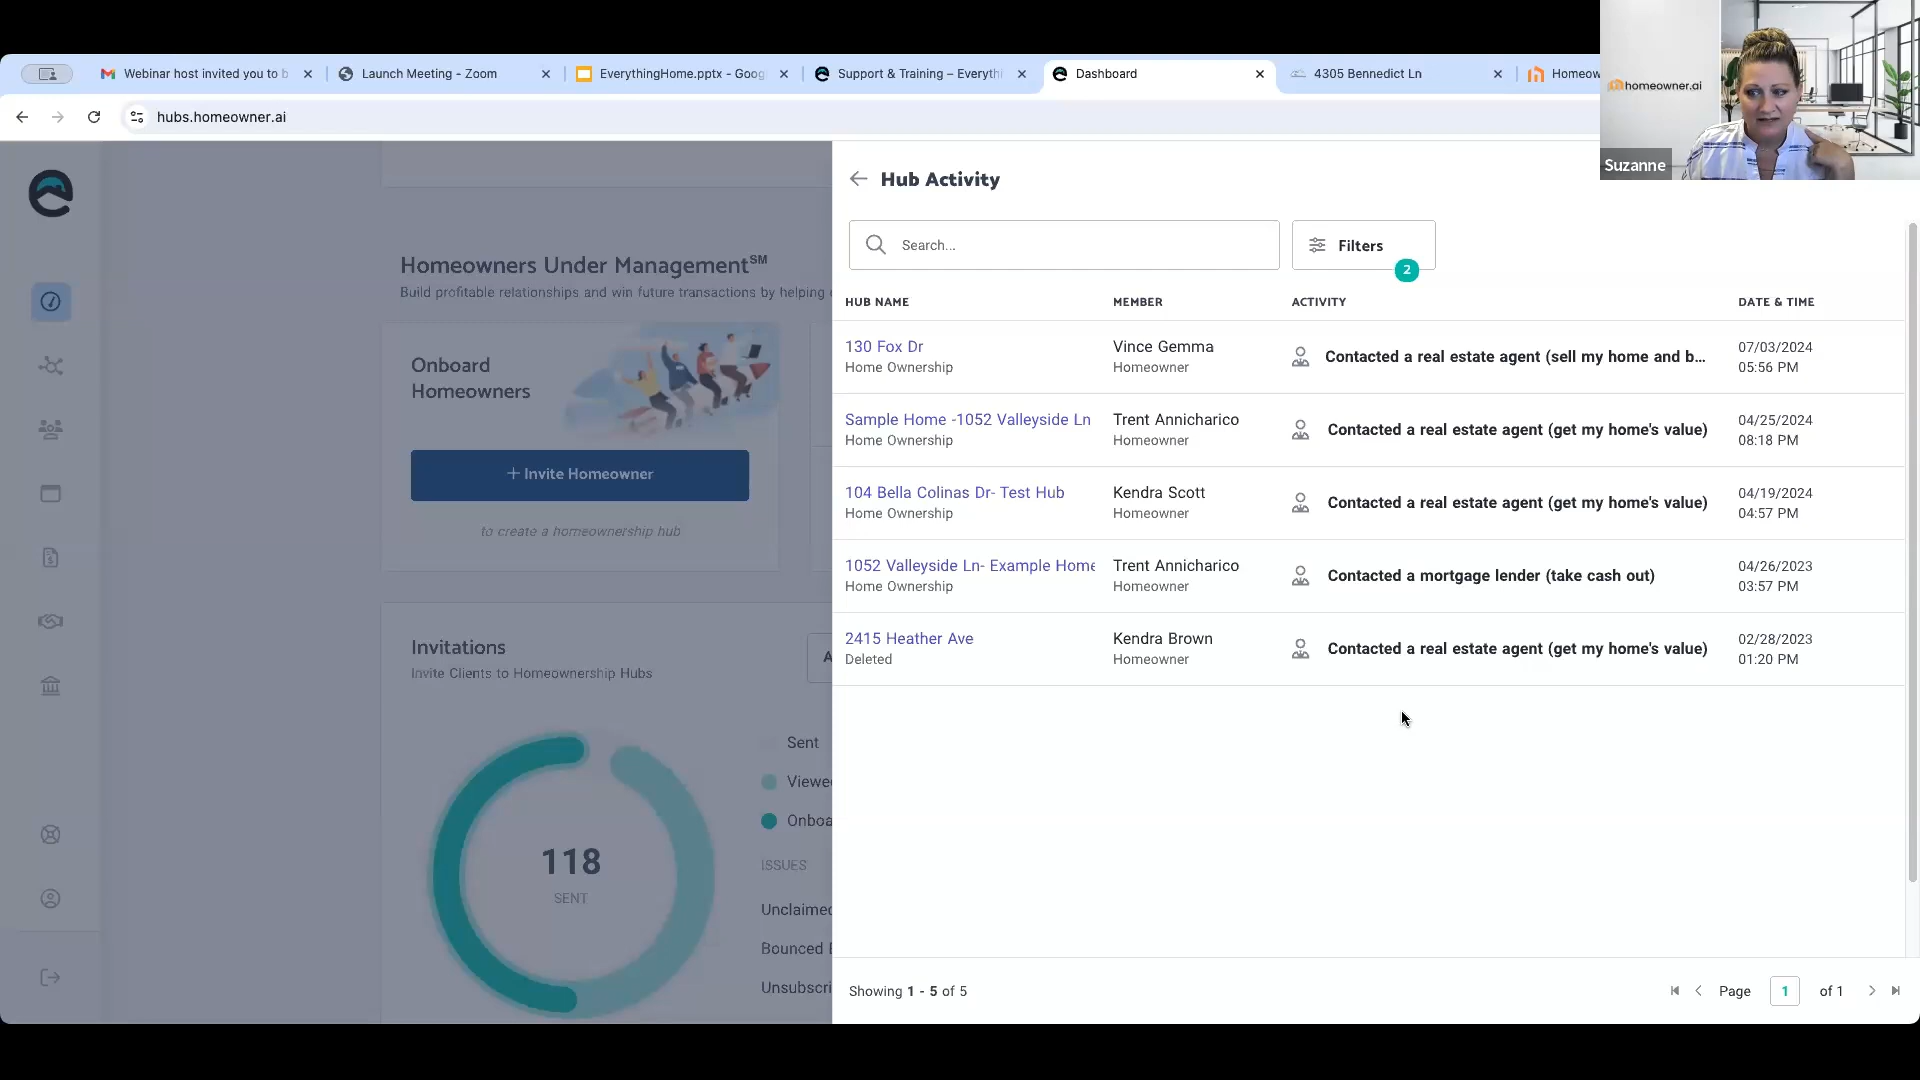 Webinar host invited you to b
Launch Meeting - Zoom
EverythingHome.pptx - Goog
Support & Training – Everyth
Dashboard
4305 Bennedict Ln
Homeow
hubs.homeowner.ai
homeowner.ai
Suzanne
Hub Activity
Search...
Filters
2
HUB NAME
MEMBER
ACTIVITY
DATE & TIME
130 Fox Dr
Home Ownership
Vince Gemma
Homeowner
Contacted a real estate agent (sell my home and b...
07/03/2024
05:56 PM
Sample Home -1052 Valleyside Ln
Home Ownership
Trent Annicharico
Homeowner
Contacted a real estate agent (get my home's value)
04/25/2024
08:18 PM
104 Bella Colinas Dr- Test Hub
Home Ownership
Kendra Scott
Homeowner
Contacted a real estate agent (get my home's value)
04/19/2024
04:57 PM
1052 Valleyside Ln- Example Home
Home Ownership
Trent Annicharico
Homeowner
Contacted a mortgage lender (take cash out)
04/26/2023
03:57 PM
2415 Heather Ave
Deleted
Kendra Brown
Homeowner
Contacted a real estate agent (get my home's value)
02/28/2023
01:20 PM
Showing 1 - 5 of 5
Page 1 of 1
Homeowners Under Management℠
Build profitable relationships and win future transactions by helping
Onboard
Homeowners
+ Invite Homeowner
to create a homeownership hub
Invitations
Invite Clients to Homeownership Hubs
A
118
SENT
Sent
Viewe
Onboa
ISSUES
Unclaimed
Bounced E
Unsubscri